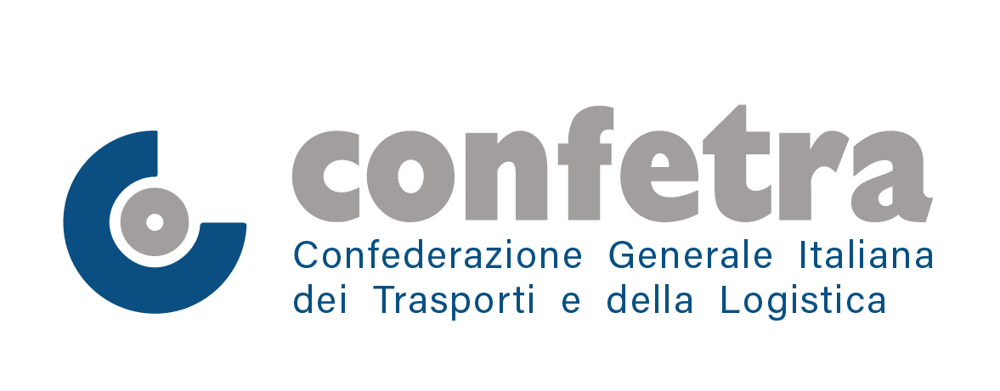 confetra
Confederazione Generale Italiana
dei Trasporti e della Logistica